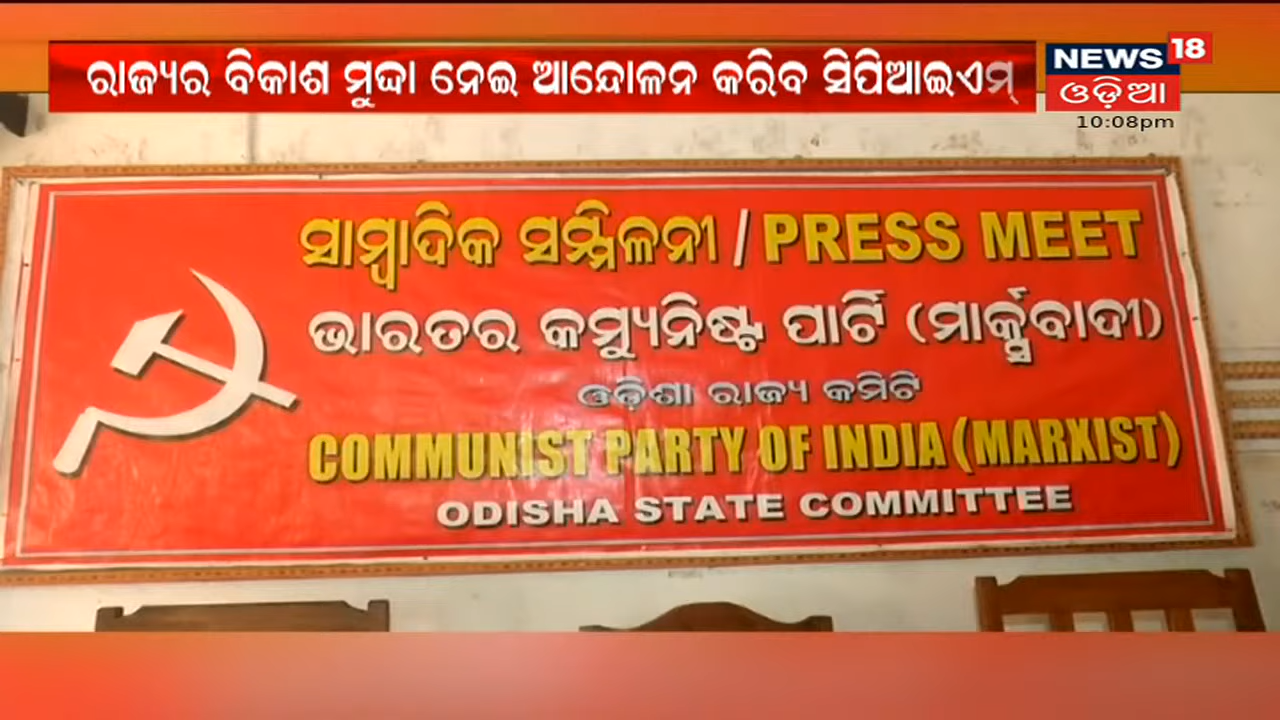 ରାଜ୍ୟର ବିକାଶ ମୁଦ୍ଦା ନେଇ ଆନ୍ଦୋଳନ କରିବ ସିପିଆଇଏମ୍
NEWS 18
ଓଡ଼ିଆ
10:08pm
ସାମ୍ବାଦିକ ସମ୍ମିଳନୀ / PRESS MEET
ଭାରତର କମ୍ୟୁନିଷ୍ଟ ପାର୍ଟି (ମାର୍କ୍ସବାଦୀ)
ଓଡ଼ିଶା ରାଜ୍ୟ କମିଟି
COMMUNIST PARTY OF INDIA (MARXIST)
ODISHA STATE COMMITTEE